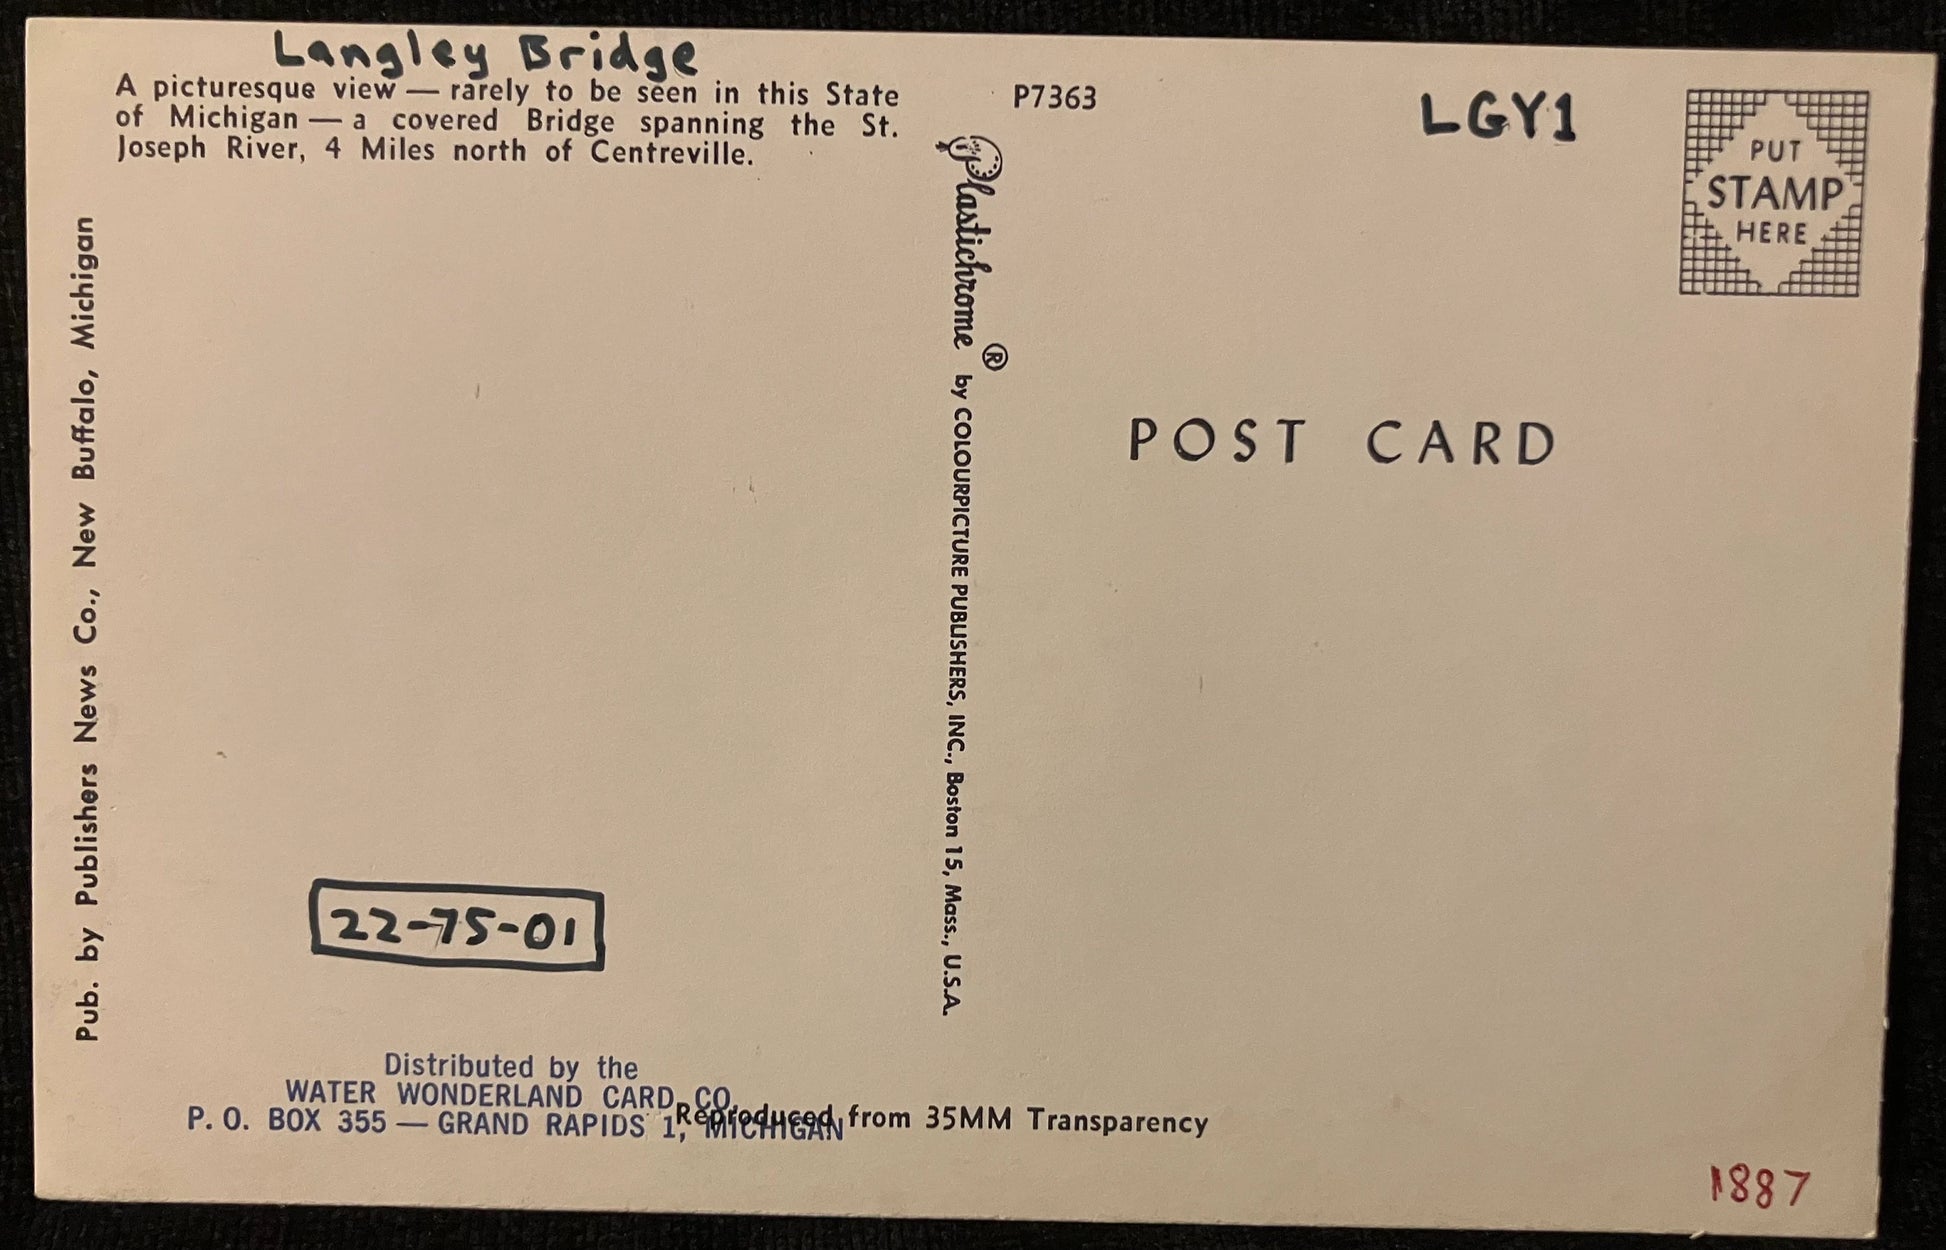 Langley Bridge
A picturesque view — rarely to be seen in this State
of Michigan — a covered Bridge spanning the St.
Joseph River, 4 Miles north of Centreville.
P7363
LGY1
PUT
STAMP
HERE
Pub. by Publishers News Co., New Buffalo, Michigan
Plastichrome® by COLOURPICTURE PUBLISHERS, INC., Boston 15, Mass., U.S.A.
POST CARD
22-75-01
Distributed by the
WATER WONDERLAND CARD CO.
P. O. BOX 355 — GRAND RAPIDS 1, MICHIGAN
Reproduced from 35MM Transparency
1887